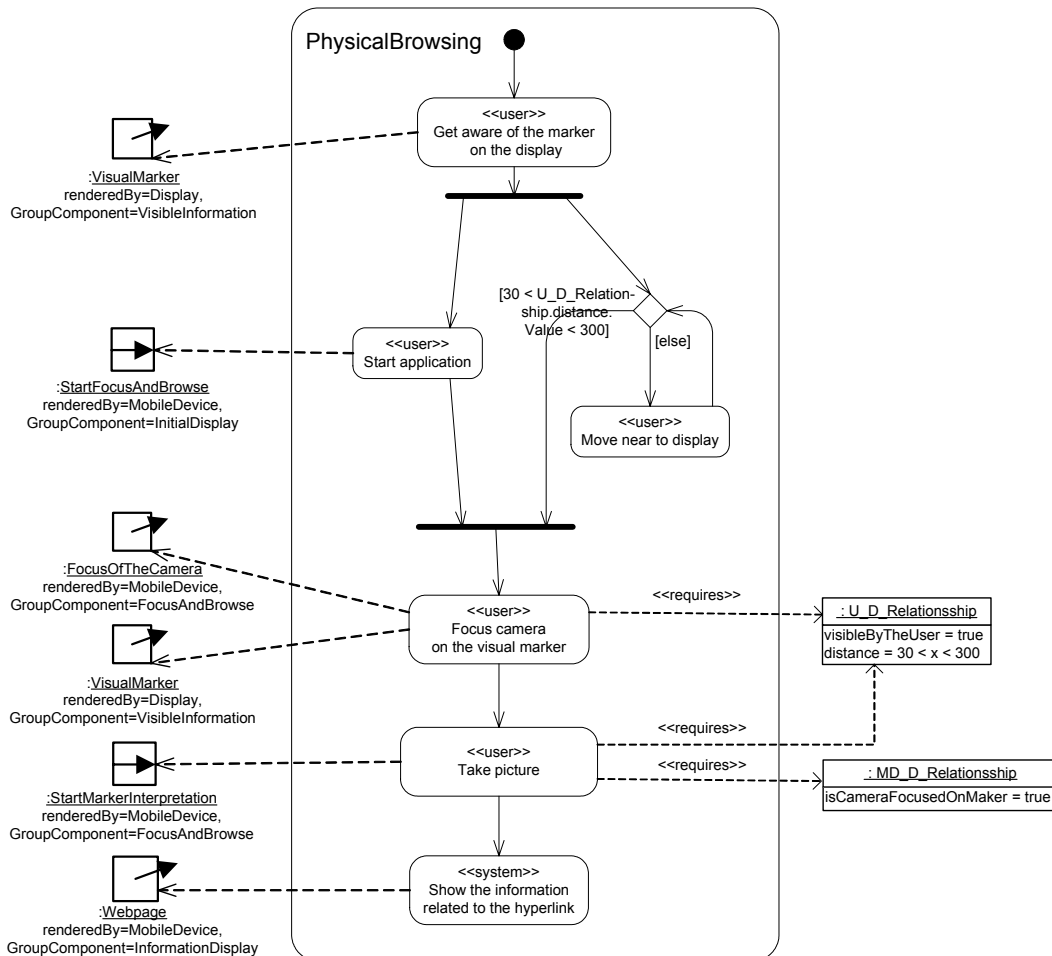 PhysicalBrowsing
<<user>>
Get aware of the marker
on the display
:VisualMarker
renderedBy=Display,
GroupComponent=VisibleInformation
[30 < U_D_Relation-
ship.distance.
Value < 300]
[else]
<<user>>
Start application
:StartFocusAndBrowse
renderedBy=MobileDevice,
GroupComponent=InitialDisplay
<<user>>
Move near to display
:FocusOfTheCamera
renderedBy=MobileDevice,
GroupComponent=FocusAndBrowse
<<user>>
Focus camera
on the visual marker
<<requires>>
: U_D_Relationsship
visibleByTheUser = true
distance = 30 < x < 300
:VisualMarker
renderedBy=Display,
GroupComponent=VisibleInformation
<<user>>
Take picture
<<requires>>
<<requires>>
: MD_D_Relationsship
isCameraFocusedOnMaker = true
:StartMarkerInterpretation
renderedBy=MobileDevice,
GroupComponent=FocusAndBrowse
<<system>>
Show the information
related to the hyperlink
:Webpage
renderedBy=MobileDevice,
GroupComponent=InformationDisplay